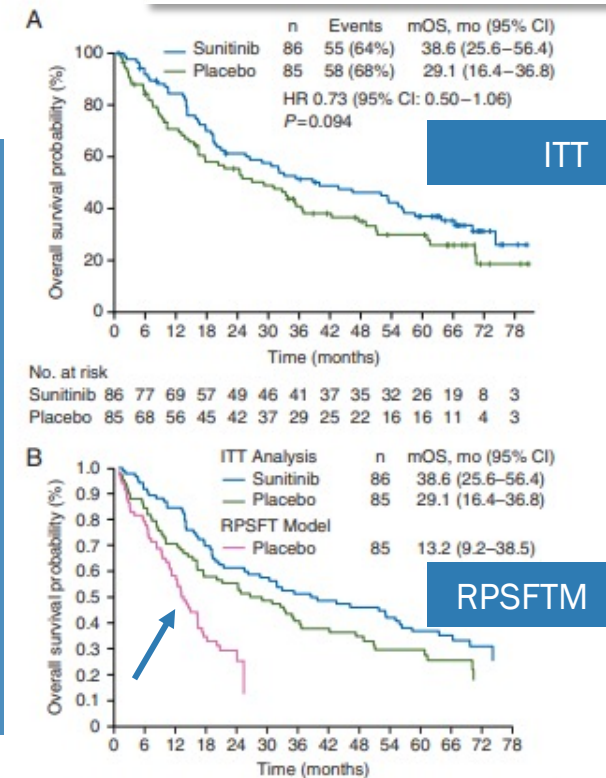 A
n Events mOS, mo (95% CI)
Sunitinib 86 55 (64%) 38.6 (25.6–56.4)
Placebo 85 58 (68%) 29.1 (16.4–36.8)
HR 0.73 (95% CI: 0.50–1.06)
P=0.094
ITT
Overall survival probability (%)
100
80
60
40
20
0
0 6 12 18 24 30 36 42 48 54 60 66 72 78
Time (months)
No. at risk
Sunitinib 86 77 69 57 49 46 41 37 35 32 26 19 8 3
Placebo 85 68 56 45 42 37 29 25 22 16 16 11 4 3
B
ITT Analysis n mOS, mo (95% CI)
Sunitinib 86 38.6 (25.6–56.4)
Placebo 85 29.1 (16.4–36.8)
RPSFT Model
Placebo 85 13.2 (9.2–38.5)
RPSFTM
Overall survival probability (%)
1.0
0.9
0.8
0.7
0.6
0.5
0.4
0.3
0.2
0.1
0
0 6 12 18 24 30 36 42 48 54 60 66 72 78
Time (months)